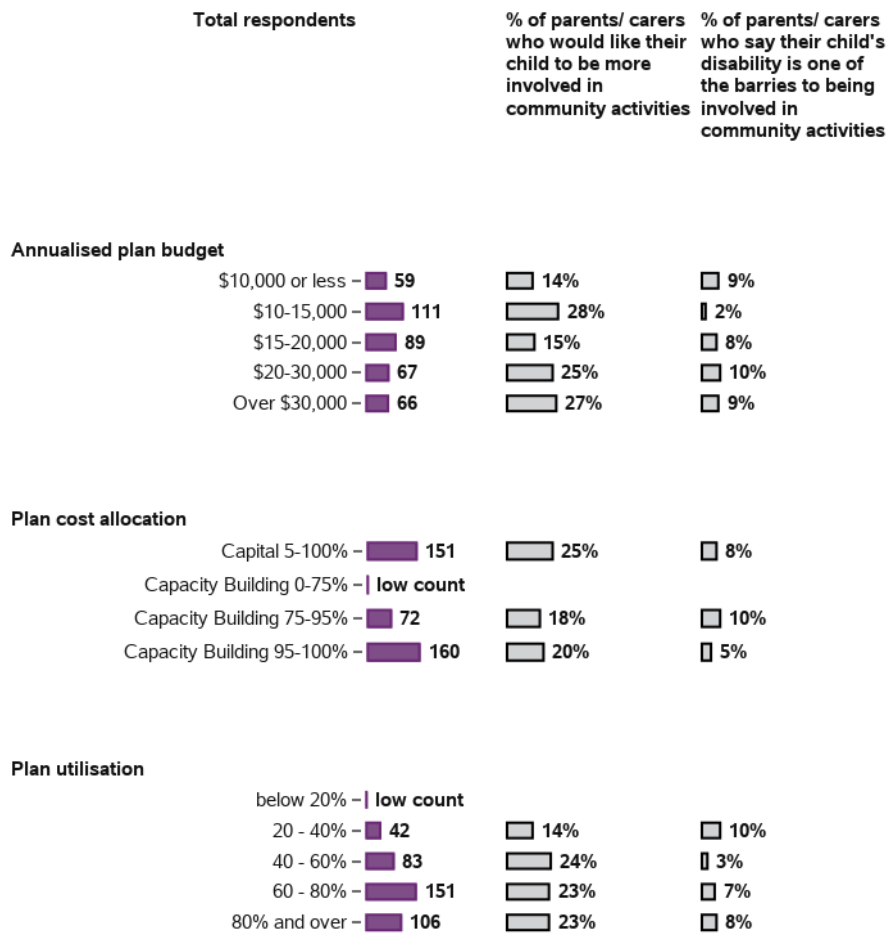 Total respondents
% of parents/ carers
who would like their
child to be more
involved in
community activities
% of parents/ carers
who say their child's
disability is one of
the barries to being
involved in
community activities
Annualised plan budget
$10,000 or less 59 14% 9%
$10-15,000 111 28% 2%
$15-20,000 89 15% 8%
$20-30,000 67 25% 10%
Over $30,000 66 27% 9%
Plan cost allocation
Capital 5-100% 151 25% 8%
Capacity Building 0-75% low count
Capacity Building 75-95% 72 18% 10%
Capacity Building 95-100% 160 20% 5%
Plan utilisation
below 20% low count
20 - 40% 42 14% 10%
40 - 60% 83 24% 3%
60 - 80% 151 23% 7%
80% and over 106 23% 8%